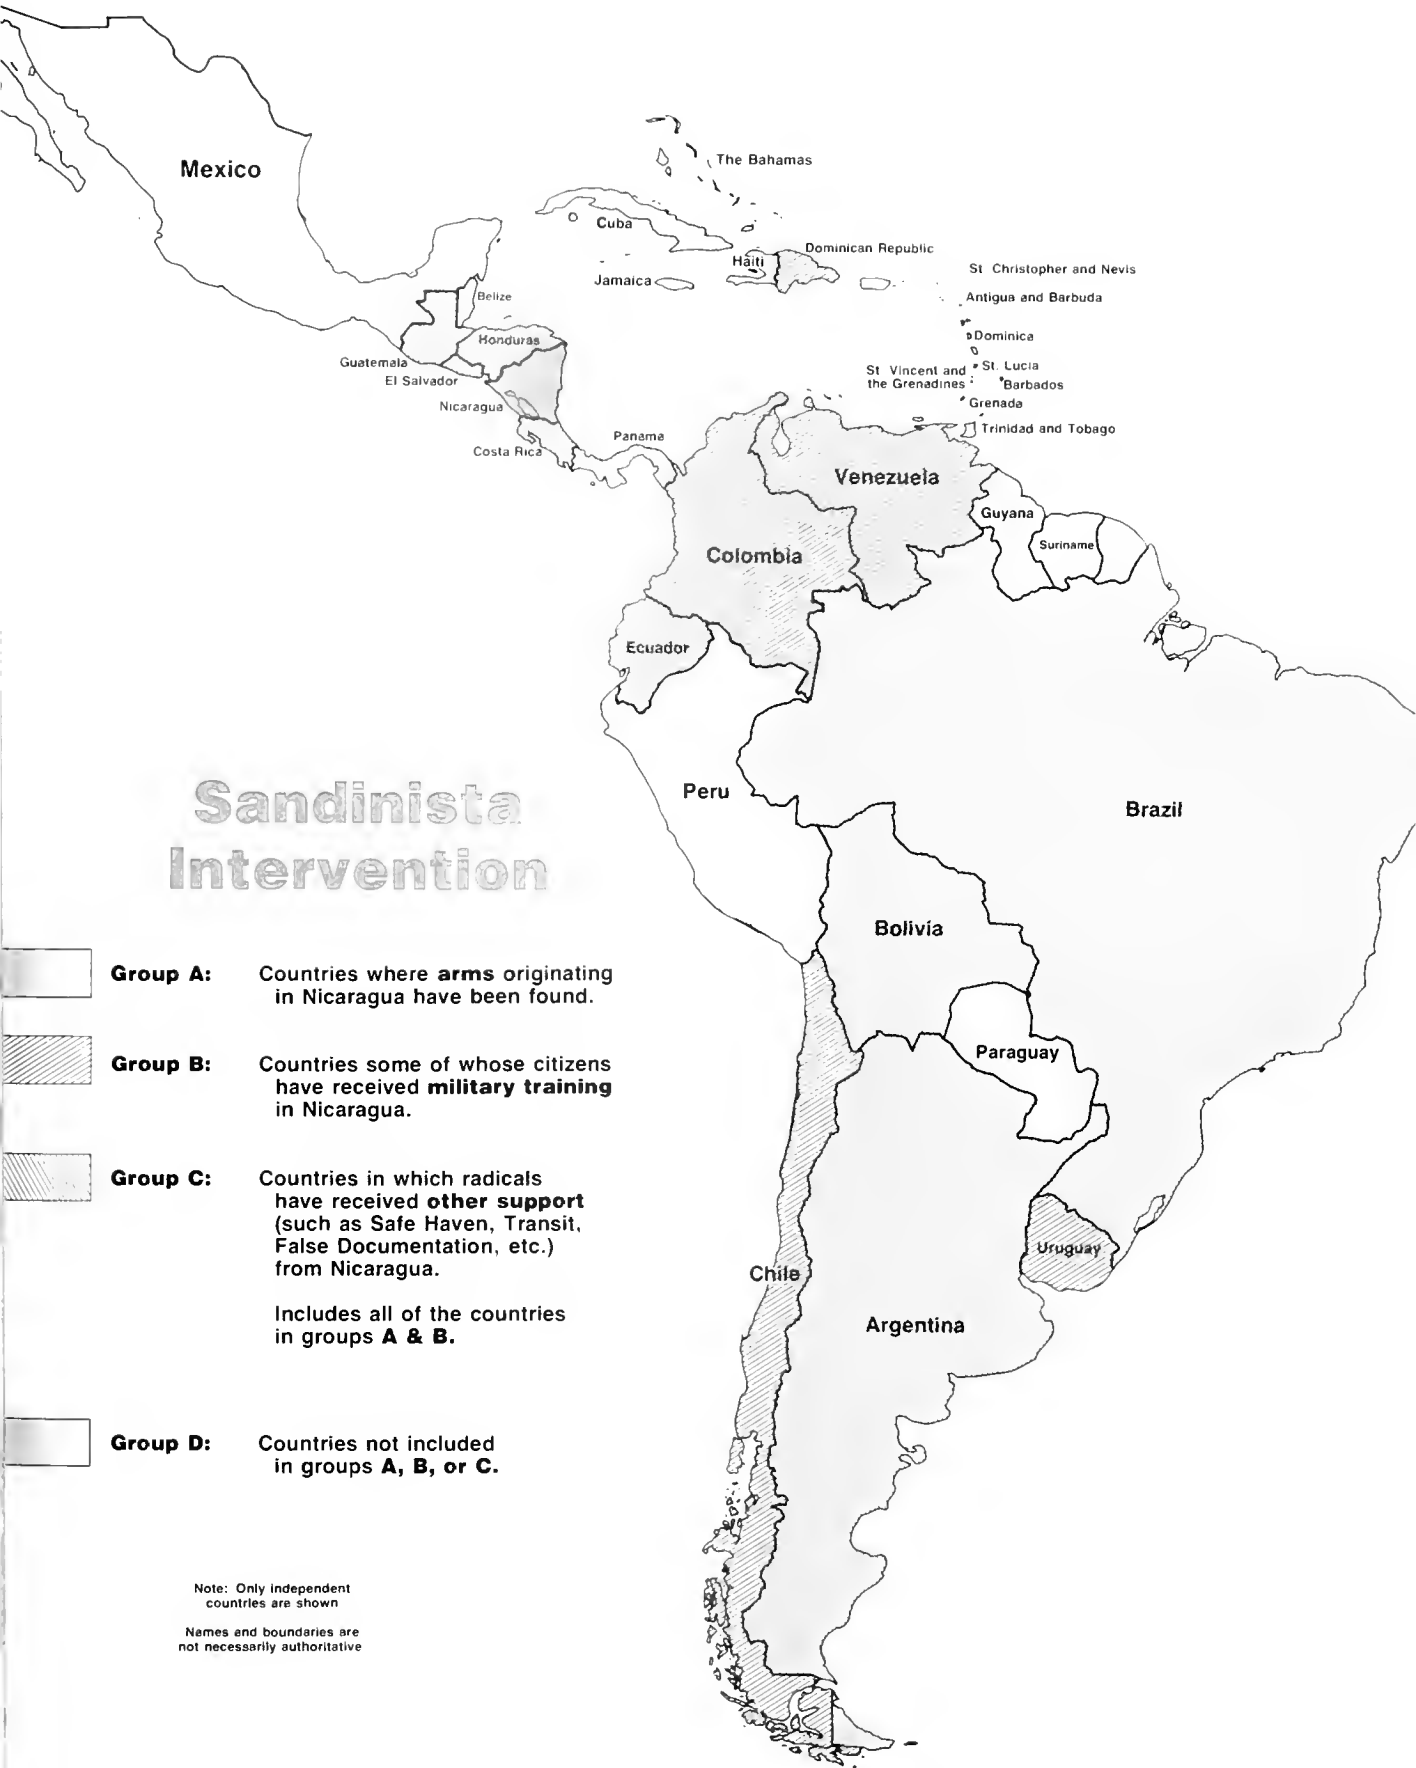 Mexico
The Bahamas
Cuba
Dominican Republic
Haiti
Jamaica
St Christopher and Nevis
Antigua and Barbuda
Belize
Dominica
Honduras
Guatemala
St Vincent and
the Grenadines
St. Lucia
El Salvador
Barbados
Nicaragua
Grenada
Trinidad and Tobago
Panama
Costa Rica
Venezuela
Guyana
Suriname
Colombia
Ecuador
Peru
Brazil
Sandinista
Intervention
Bolivia
Group A: Countries where arms originating
in Nicaragua have been found.
Paraguay
Group B: Countries some of whose citizens
have received military training
in Nicaragua.
Group C: Countries in which radicals
have received other support
(such as Safe Haven, Transit,
False Documentation, etc.)
from Nicaragua.
Includes all of the countries
in groups A & B.
Uruguay
Chile
Argentina
Group D: Countries not included
in groups A, B, or C.
Note: Only independent
countries are shown
Names and boundaries are
not necessarily authoritative